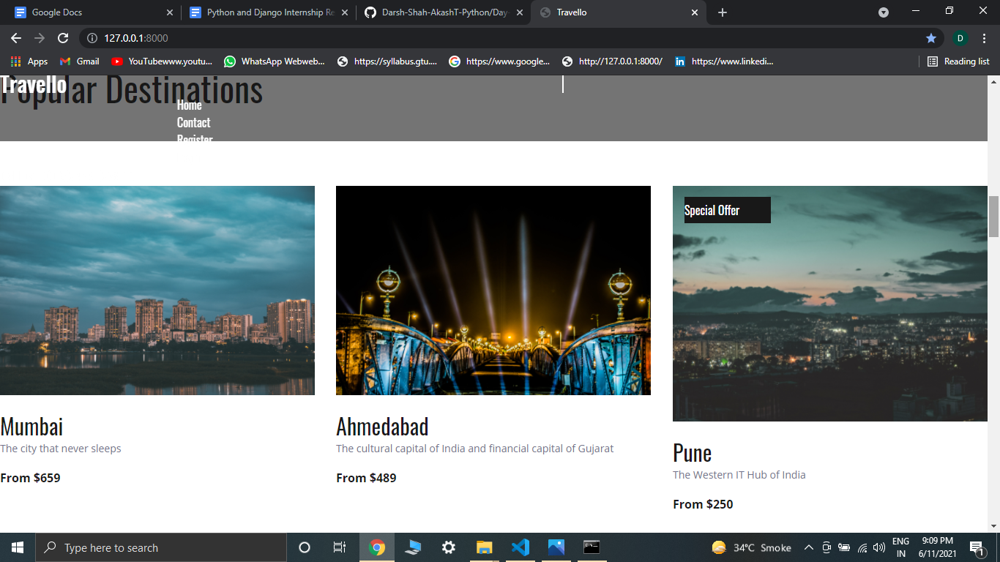 Google Docs
Python and Django Internship Re
Darsh-Shah-AkashT-Python/Day-
Travello
127.0.0.1:8000
D
Apps
Gmail
YouTubewww.youtu...
WhatsApp Webweb...
https://syllabus.gtu....
https://www.google...
http://127.0.0.1:8000/
https://www.linkedi...
Reading list
Travello
Popular Destinations
Home
Contact
Register
Special Offer
Mumbai
The city that never sleeps
From $659
Ahmedabad
The cultural capital of India and financial capital of Gujarat
From $489
Pune
The Western IT Hub of India
From $250
Type here to search
34°C Smoke
ENG
IN
9:09 PM
6/11/2021
1